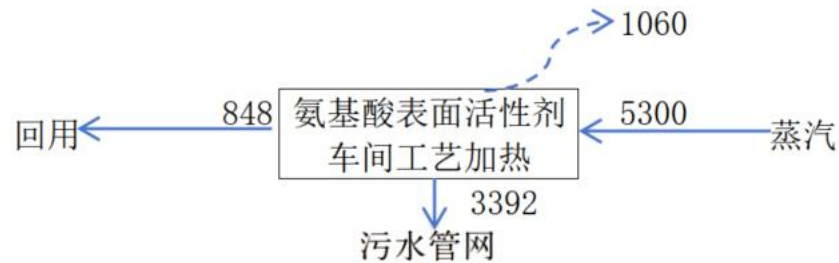 1060
回用
848
氨基酸表面活性剂
车间工艺加热
5300
蒸汽
3392
污水管网